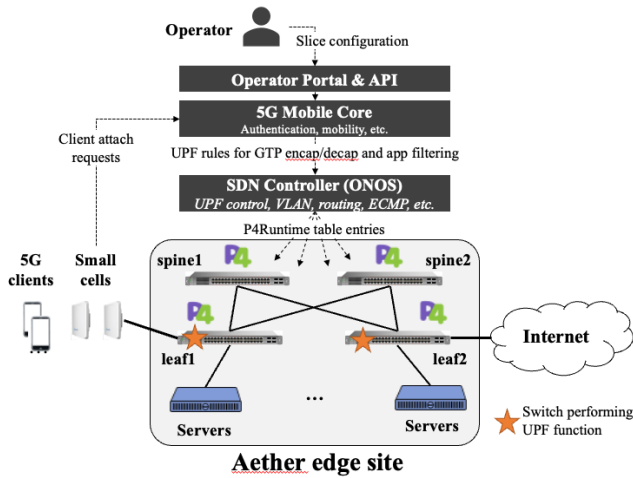 Operator
Slice configuration
Operator Portal & API
5G Mobile Core
Authentication, mobility, etc.
Client attach
requests
UPF rules for GTP encap/decap and app filtering
SDN Controller (ONOS)
UPF control, VLAN, routing, ECMP, etc.
P4Runtime table entries
5G
clients
Small
cells
spine1
P4
P4
spine2
P4
P4
leaf1
leaf2
Internet
Servers
...
Servers
Switch performing
UPF function
Aether edge site